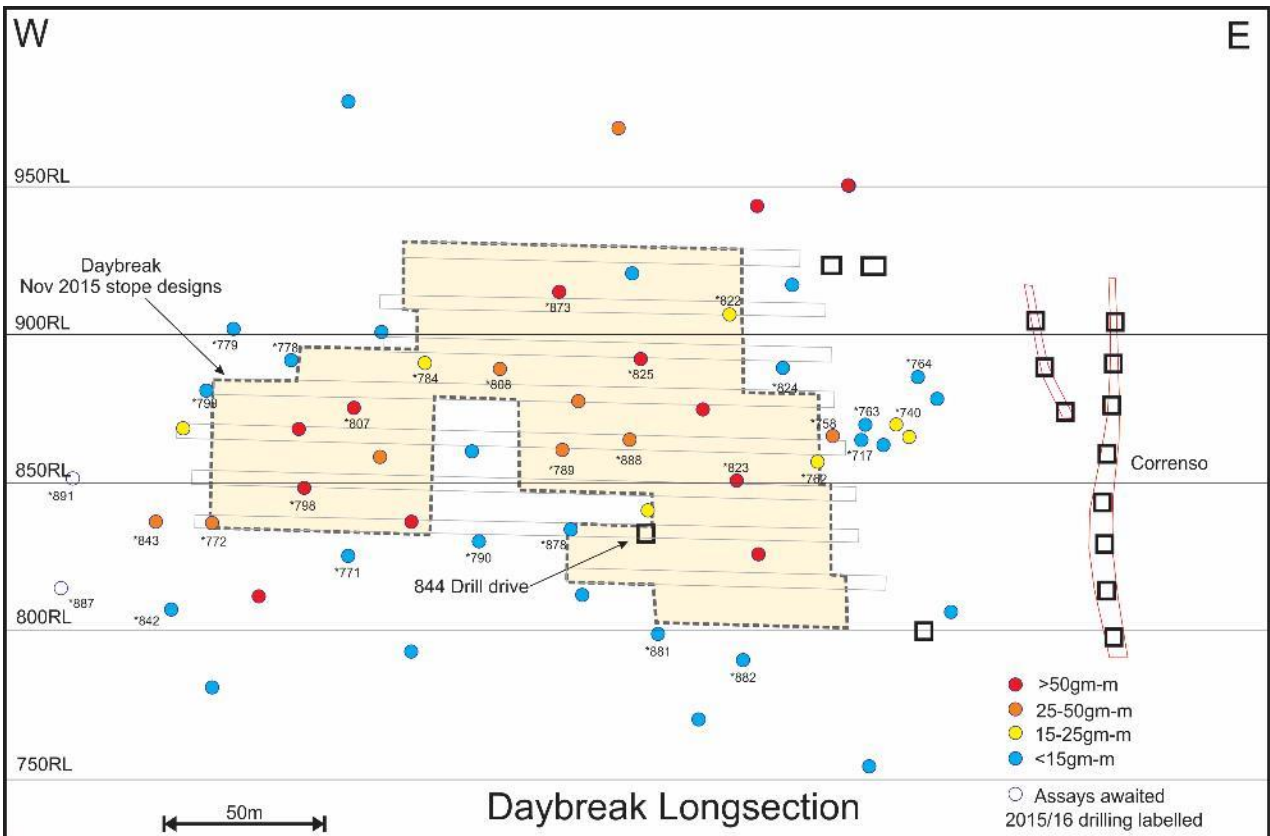 W
E
950RL
Daybreak
Nov 2015 stope designs
*822
*873
900RL
*779
*778
*784
*808
*825
*824
*764
*799
*807
*758
*763
*740
*717
*789
*888
*823
*762
850RL
*891
*798
Correnso
*843
*772
*771
*790
*878
844 Drill drive
*887
*842
800RL
*881
*882
>50gm-m
25-50gm-m
15-25gm-m
<15gm-m
750RL
Assays awaited
2015/16 drilling labelled
50m
Daybreak Longsection